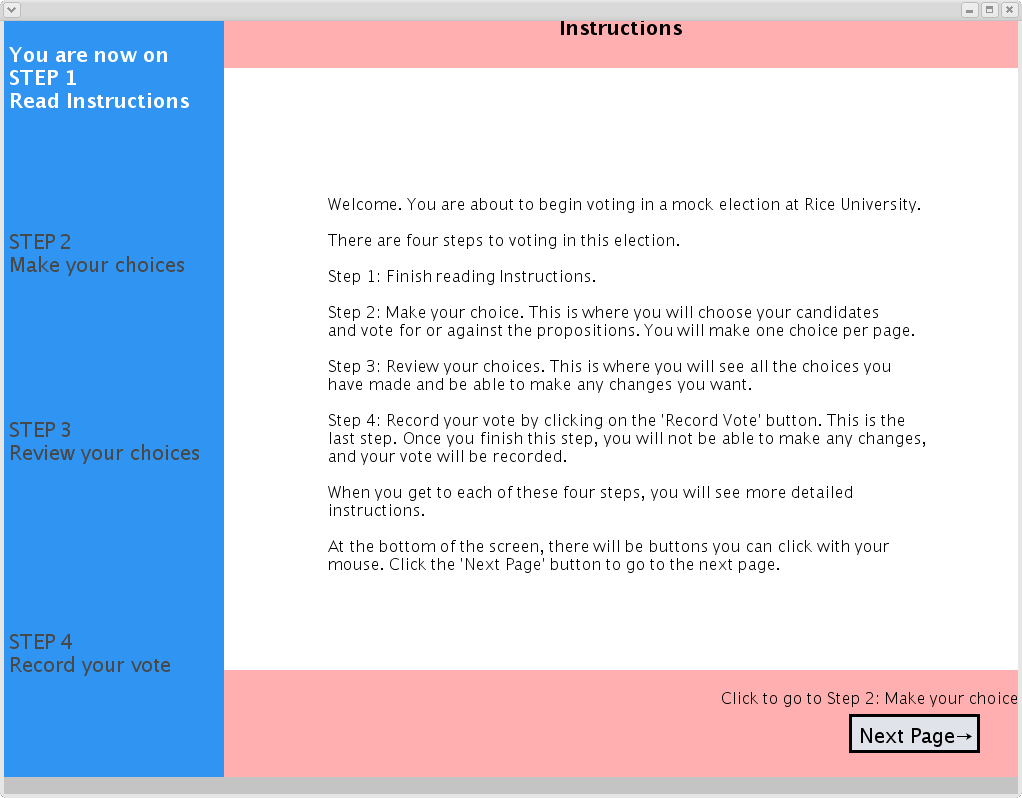 Instructions
You are now on
STEP 1
Read Instructions
STEP 2
Make your choices
STEP 3
Review your choices
STEP 4
Record your vote
Welcome. You are about to begin voting in a mock election at Rice University.
There are four steps to voting in this election.
Step 1: Finish reading Instructions.
Step 2: Make your choice. This is where you will choose your candidates
and vote for or against the propositions. You will make one choice per page.
Step 3: Review your choices. This is where you will see all the choices you
have made and be able to make any changes you want.
Step 4: Record your vote by clicking on the 'Record Vote' button. This is the
last step. Once you finish this step, you will not be able to make any changes,
and your vote will be recorded.
When you get to each of these four steps, you will see more detailed
instructions.
At the bottom of the screen, there will be buttons you can click with your
mouse. Click the 'Next Page' button to go to the next page.
Click to go to Step 2: Make your choice
Next Page→